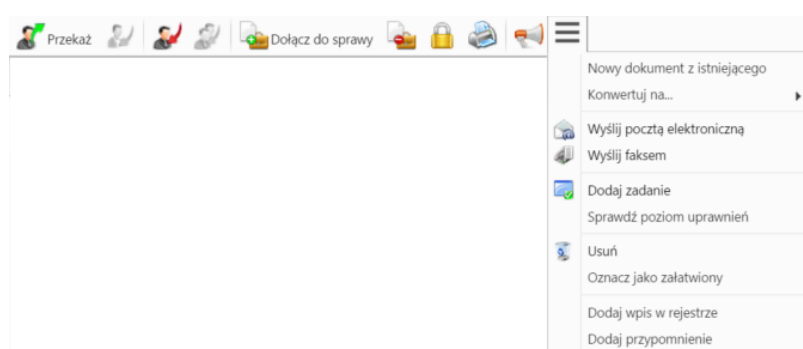 Przekaż
Dołącz do sprawy
Nowy dokument z istniejącego
Konwertuj na...
Wyślij pocztą elektroniczną
Wyślij faksem
Dodaj zadanie
Sprawdź poziom uprawnień
Usuń
Oznacz jako załatwiony
Dodaj wpis w rejestrze
Dodaj przypomnienie